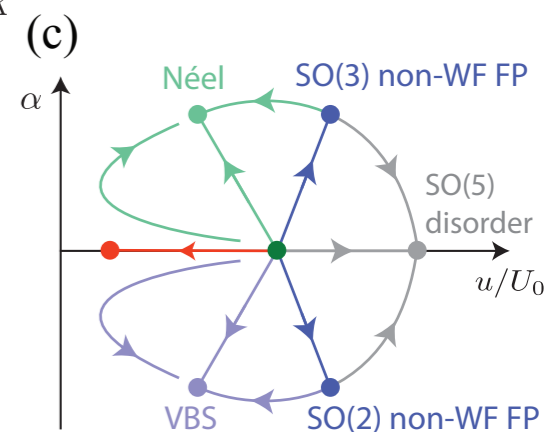 (c)
Néel
SO(3) non-WF FP
α
SO(5)
disorder
u/U₀
VBS
SO(2) non-WF FP